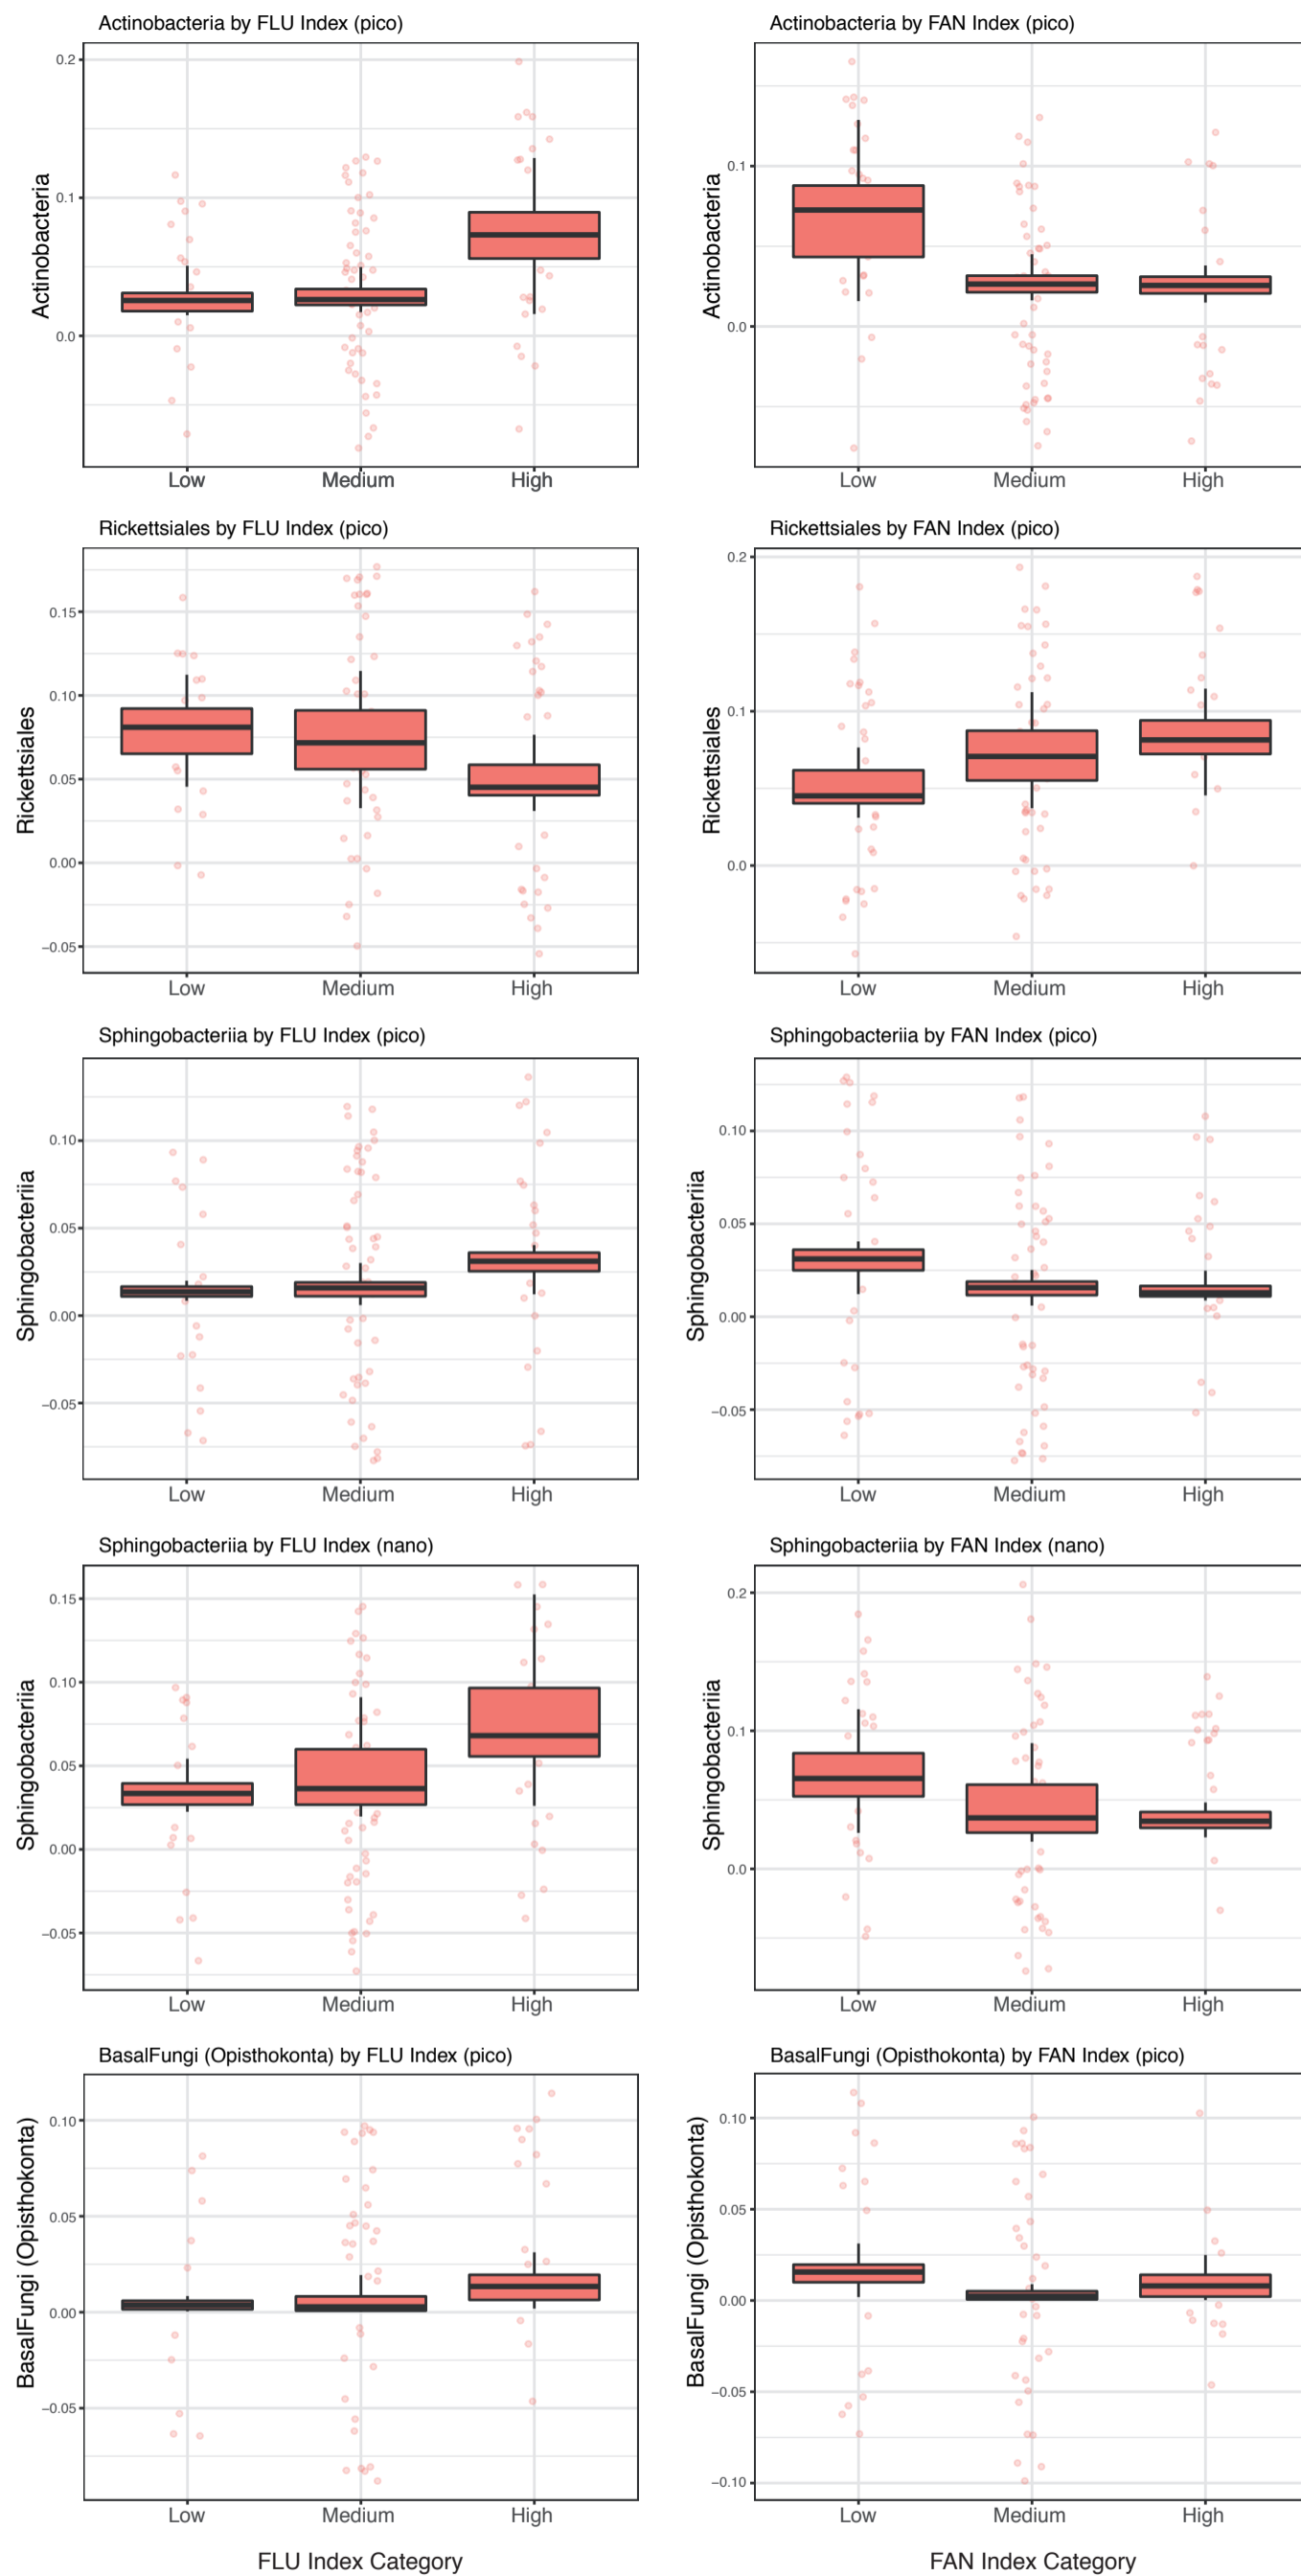 Actinobacteria by FLU Index (pico)
0.2
0.1
0.0
Actinobacteria
Low Medium High
Actinobacteria by FAN Index (pico)
0.1
0.0
Actinobacteria
Low Medium High
Rickettsiales by FLU Index (pico)
0.15
0.10
0.05
0.00
−0.05
Rickettsiales
Low Medium High
Rickettsiales by FAN Index (pico)
0.2
0.1
0.0
Rickettsiales
Low Medium High
Sphingobacteriia by FLU Index (pico)
0.10
0.05
0.00
−0.05
Sphingobacteriia
Low Medium High
Sphingobacteriia by FAN Index (pico)
0.10
0.05
0.00
−0.05
Sphingobacteriia
Low Medium High
Sphingobacteriia by FLU Index (nano)
0.15
0.10
0.05
0.00
−0.05
Sphingobacteriia
Low Medium High
Sphingobacteriia by FAN Index (nano)
0.2
0.1
0.0
Sphingobacteriia
Low Medium High
BasalFungi (Opisthokonta) by FLU Index (pico)
0.10
0.05
0.00
−0.05
BasalFungi (Opisthokonta)
Low Medium High
FLU Index Category
BasalFungi (Opisthokonta) by FAN Index (pico)
0.10
0.05
0.00
−0.05
−0.10
BasalFungi (Opisthokonta)
Low Medium High
FAN Index Category